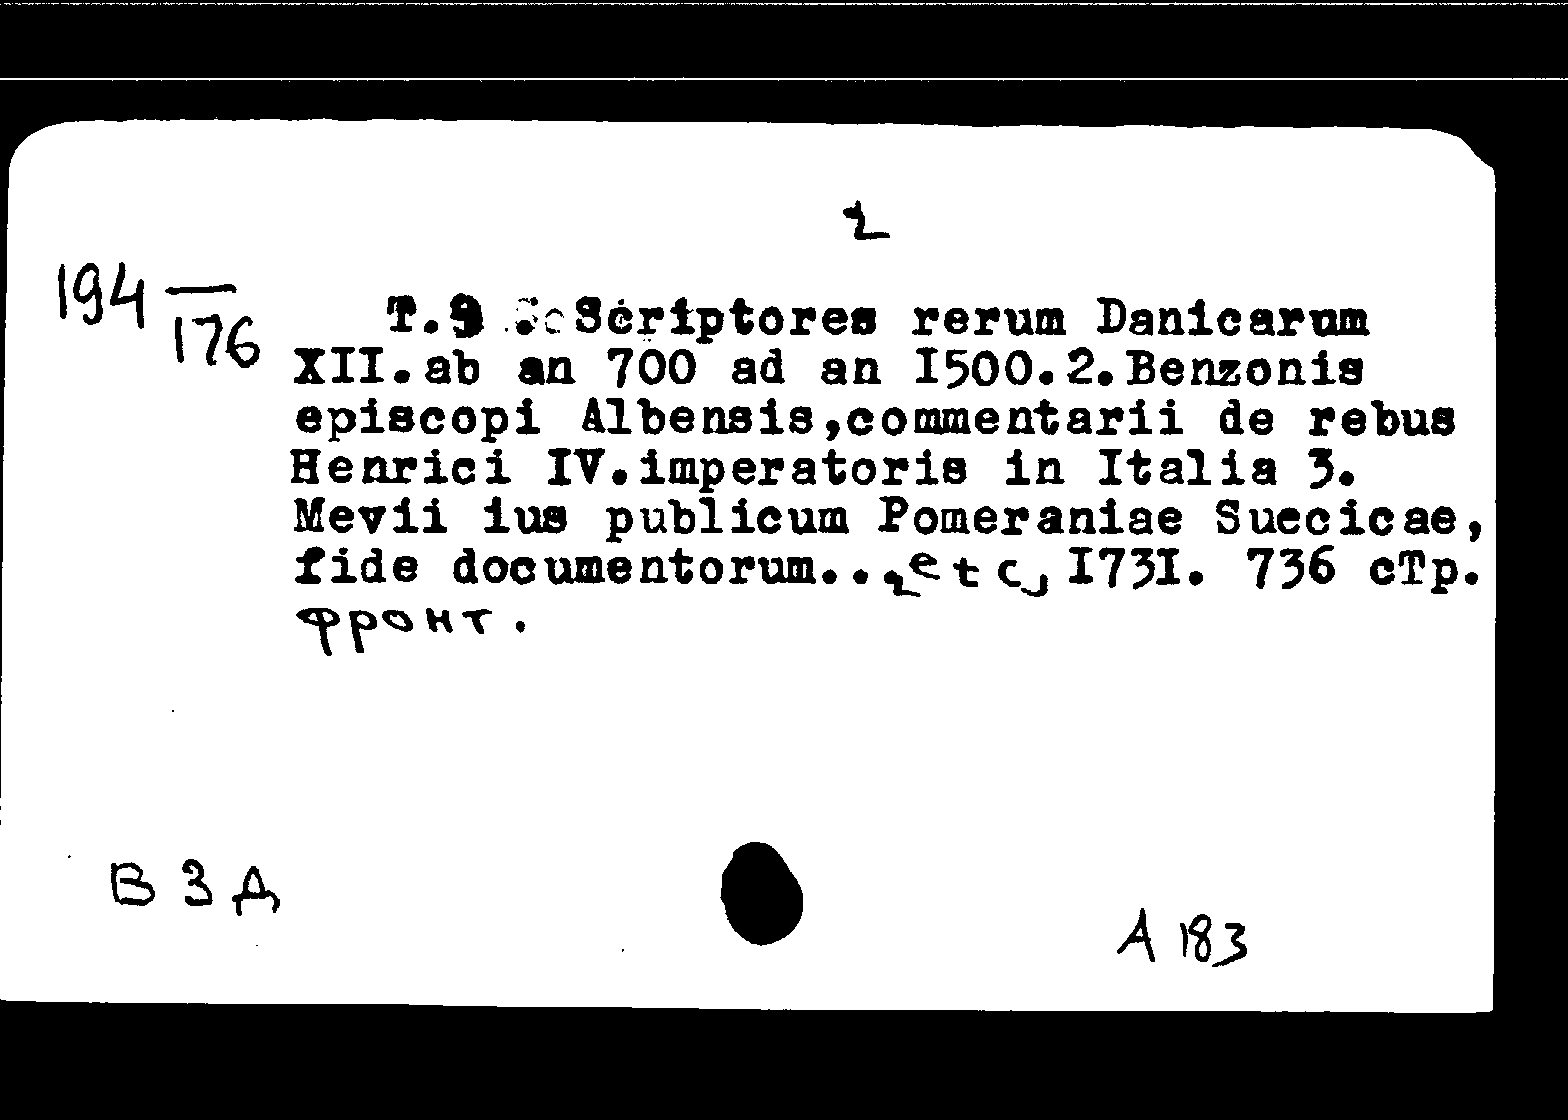 2
194 —
176
T.9 . Scriptores rerum Danicarum
XII.ab an 700 ad an I500.2.Benzonis
episcopi Albensis,commentarii de rebus
Henrici IV.imperatoris in Italia 3.
Mevii ius publicum Pomeraniae Suecicae,
fide documentorum... etc, I73I. 736 стр.
фронт.
В З Д
А 183